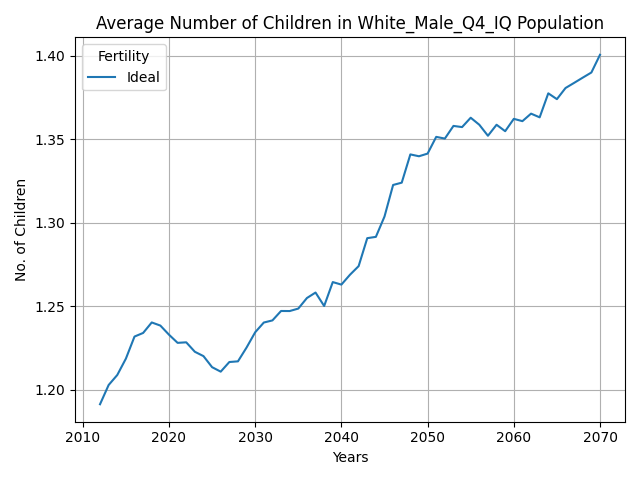 Average Number of Children in White_Male_Q4_IQ Population
Fertility
Ideal
1.40
1.35
1.30
1.25
1.20
No. of Children
2010 2020 2030 2040 2050 2060 2070
Years